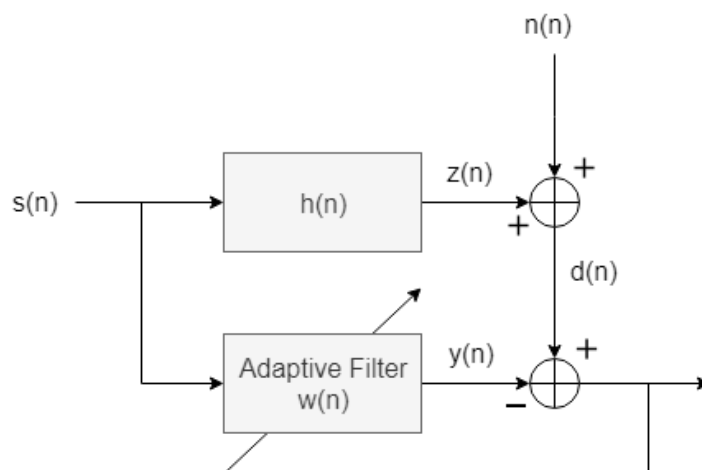 n(n)
+
s(n)
h(n)
z(n)
+
d(n)
+
Adaptive Filter
w(n)
y(n)
−